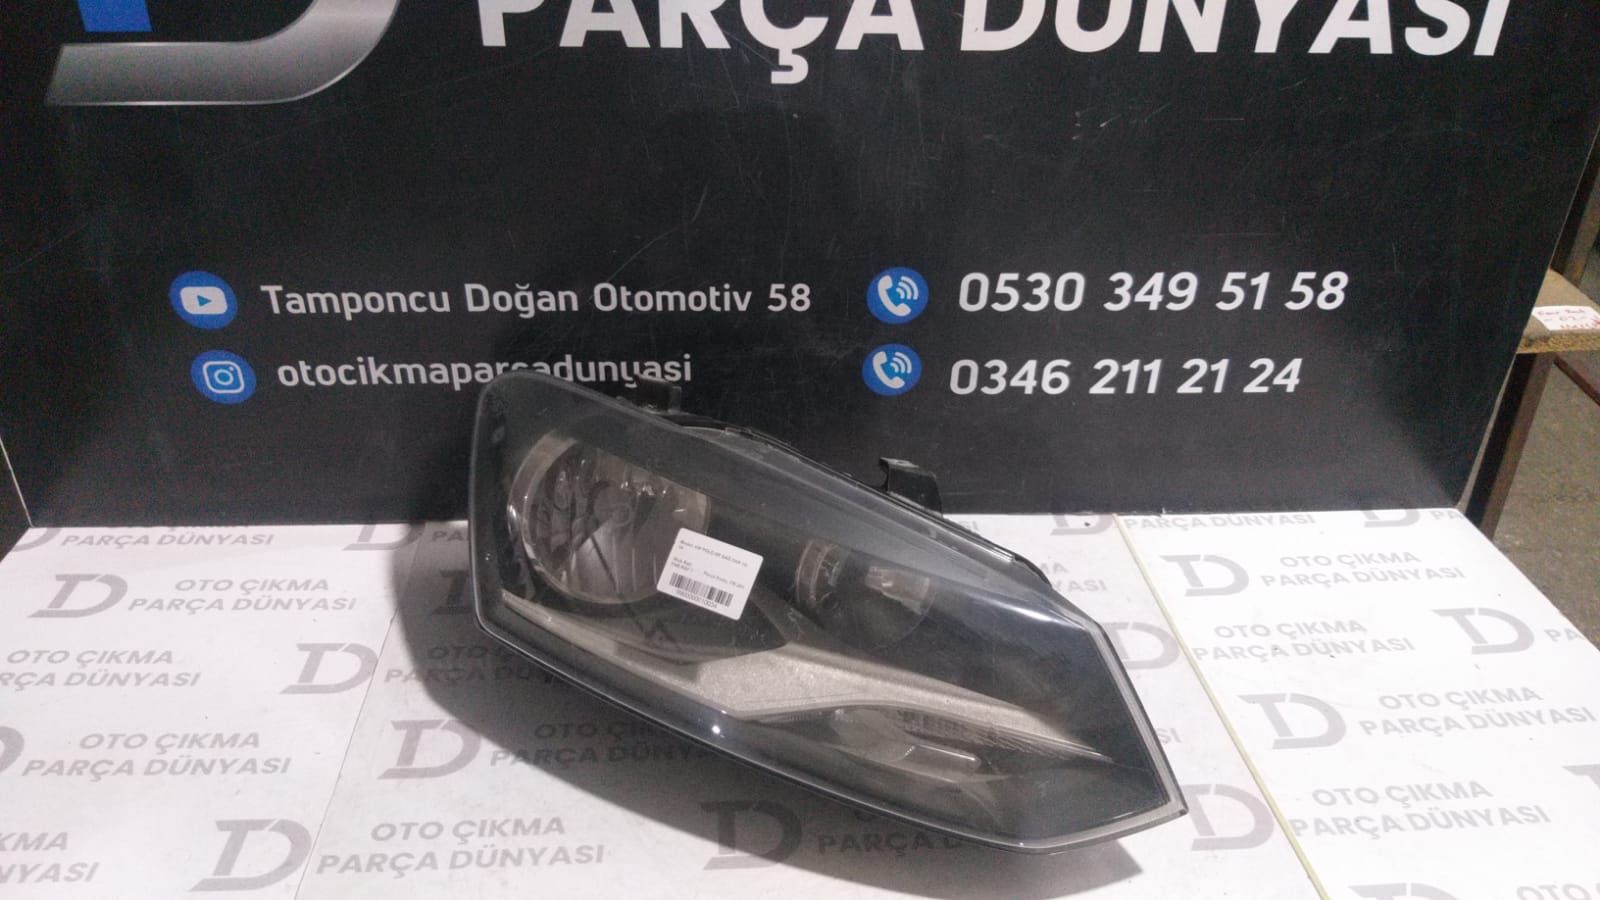 PARÇA DÜNYASI
Tamponcu Doğan Otomotiv 58
0530 349 51 58
otocikmaparcadunyasi
0346 211 21 24
PARÇA DÜNYASI
PARÇA DÜNYASI
OTO ÇIKMA
PARÇA DÜNYASI
OTO ÇIKMA
PARÇA DÜNYASI
OTO ÇIKMA
PARÇA DÜNYASI
OTO ÇIKMA
PARÇA DÜNYASI
OTO ÇIKMA
PARÇA DÜNYASI
OTO ÇIKMA
PARÇA DÜNYASI
OTO ÇIKMA
PARÇA DÜNYASI